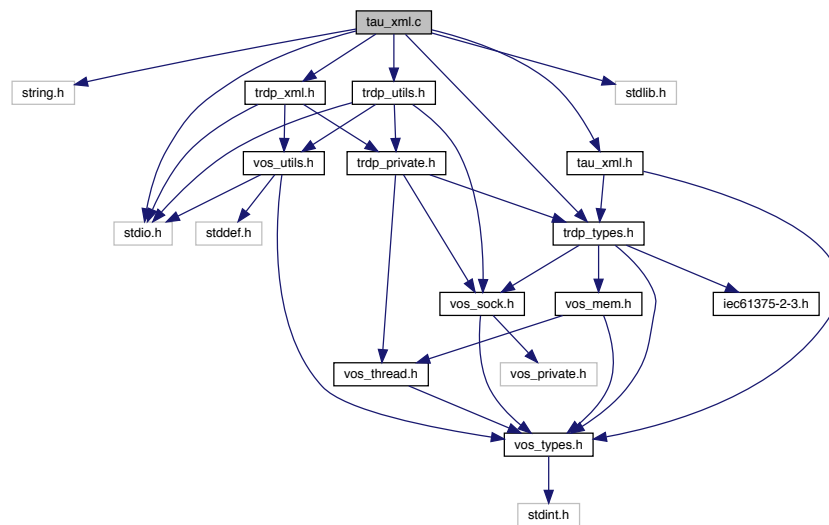 tau_xml.c
string.h
trdp_xml.h
trdp_utils.h
stdlib.h
vos_utils.h
trdp_private.h
tau_xml.h
stdio.h
stddef.h
trdp_types.h
vos_sock.h
vos_mem.h
iec61375-2-3.h
vos_thread.h
vos_private.h
vos_types.h
stdint.h